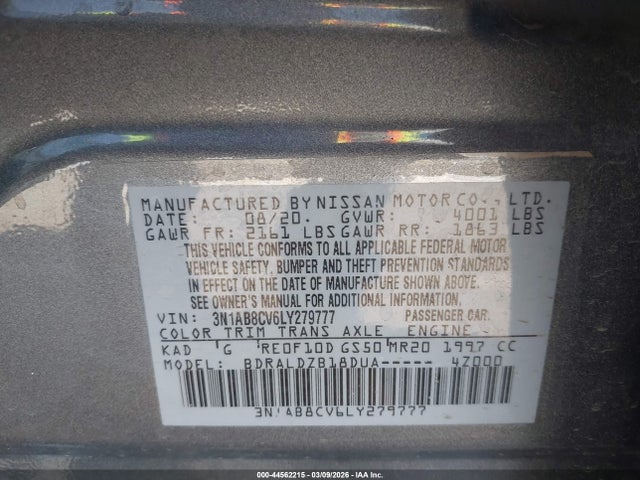 MANUFACTURED BY NISSAN MOTOR CO., LTD.
DATE: 08/20. GVWR: 4001 LBS
GAWR FR: 2161 LBS GAWR RR: 1863 LBS
THIS VEHICLE CONFORMS TO ALL APPLICABLE FEDERAL MOTOR
VEHICLE SAFETY, BUMPER AND THEFT PREVENTION STANDARDS
IN EFFECT ON THE DATE OF MANUFACTURE SHOWN ABOVE.
SEE OWNER'S MANUAL FOR ADDITIONAL INFORMATION.
VIN: 3N1AB8CV6LY279777 PASSENGER CAR.
COLOR TRIM TRANS AXLE ENGINE
KAD G RE0F10D GS50 MR20 1997 CC
MODEL: BDRALDZB18DUA----- 4Z000
3N1AB8CV6LY279777
000-44562215 - 03/09/2026 - IAA Inc.